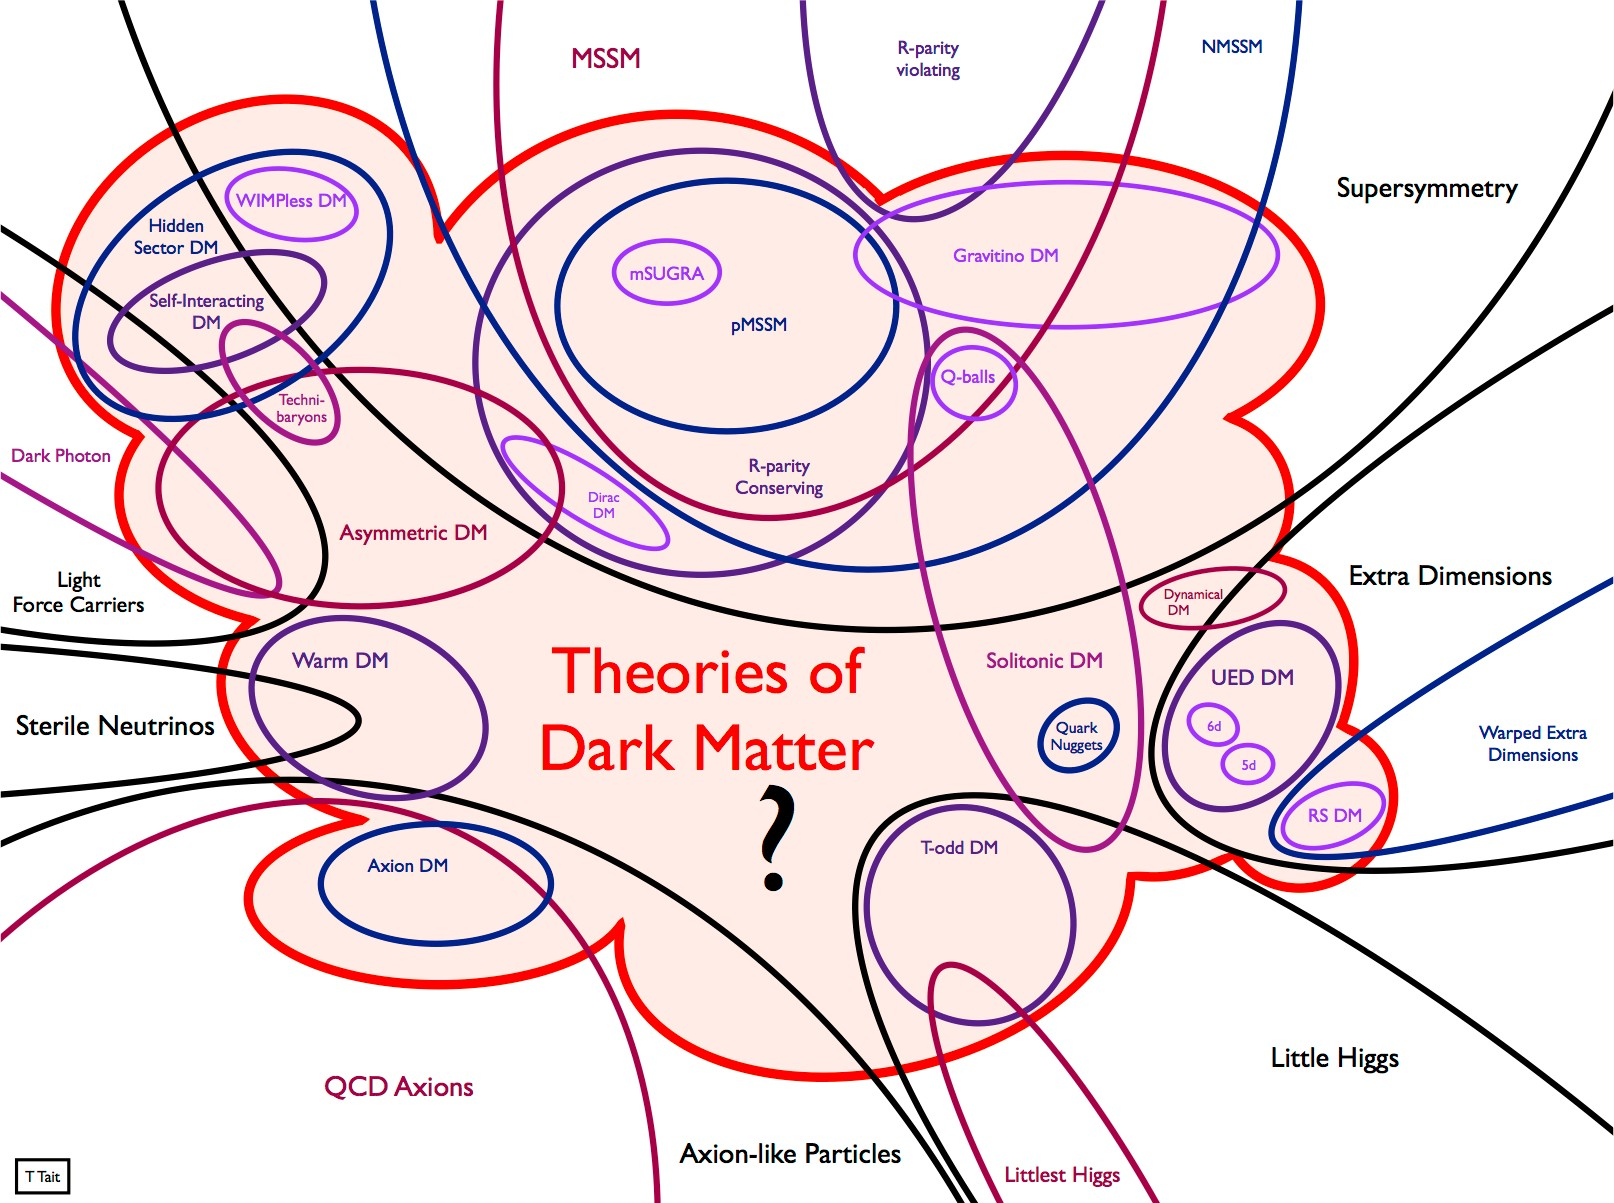 MSSM
R-parity
violating
NMSSM
Supersymmetry
WIMPless DM
Hidden
Sector DM
Self-Interacting
DM
Techni-
baryons
mSUGRA
pMSSM
Gravitino DM
Q-balls
R-parity
Conserving
Dirac
DM
Dark Photon
Asymmetric DM
Light
Force Carriers
Extra Dimensions
Dynamical
DM
Warm DM
Theories of
Dark Matter
?
Solitonic DM
Quark
Nuggets
UED DM
6d
5d
Sterile Neutrinos
Warped Extra
Dimensions
RS DM
T-odd DM
Axion DM
Little Higgs
QCD Axions
Axion-like Particles
Littlest Higgs
T Tait